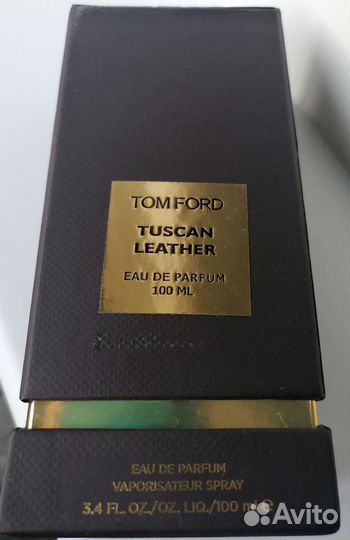 TOM FORD
TUSCAN
LEATHER
EAU DE PARFUM
100 ML
EAU DE PARFUM
VAPORISATEUR SPRAY
3.4 FL. OZ./OZ. LIQ./100 ml ℮
Avito